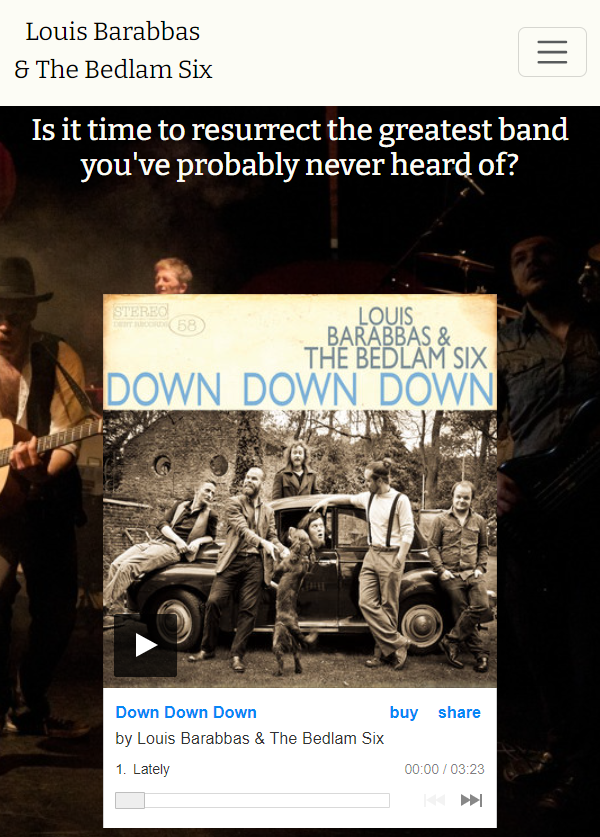 Louis Barabbas
& The Bedlam Six
Is it time to resurrect the greatest band
you've probably never heard of?
STEREO
DEBT RECORDS 58
LOUIS
BARABBAS &
THE BEDLAM SIX
DOWN DOWN DOWN
Down Down Down buy share
by Louis Barabbas & The Bedlam Six
1. Lately 00:00 / 03:23